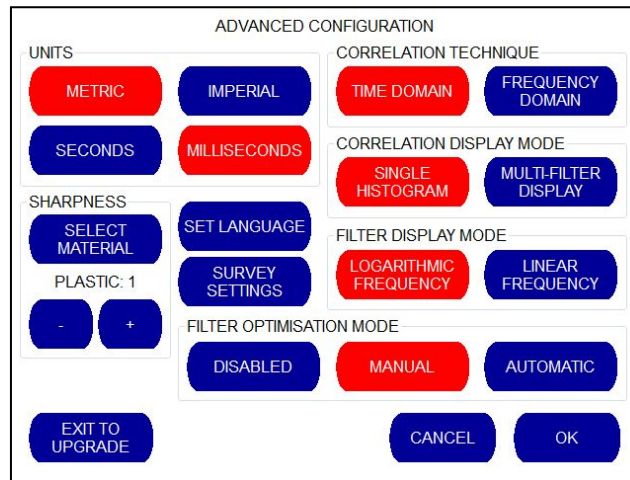 ADVANCED CONFIGURATION
UNITS
METRIC
IMPERIAL
SECONDS
MILLISECONDS
CORRELATION TECHNIQUE
TIME DOMAIN
FREQUENCY
DOMAIN
CORRELATION DISPLAY MODE
SINGLE
HISTOGRAM
MULTI-FILTER
DISPLAY
SHARPNESS
SELECT
MATERIAL
PLASTIC: 1
-
+
SET LANGUAGE
SURVEY
SETTINGS
FILTER DISPLAY MODE
LOGARITHMIC
FREQUENCY
LINEAR
FREQUENCY
FILTER OPTIMISATION MODE
DISABLED
MANUAL
AUTOMATIC
EXIT TO
UPGRADE
CANCEL
OK